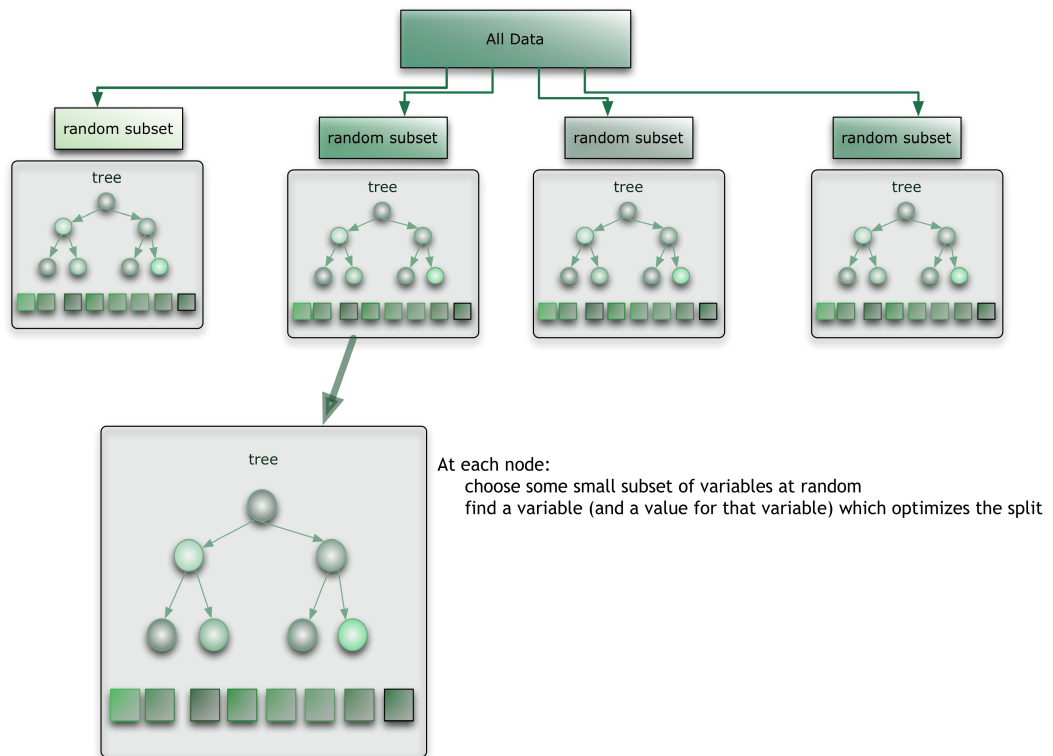 All Data
random subset
random subset
random subset
random subset
tree
tree
tree
tree
tree
At each node:
choose some small subset of variables at random
find a variable (and a value for that variable) which optimizes the split